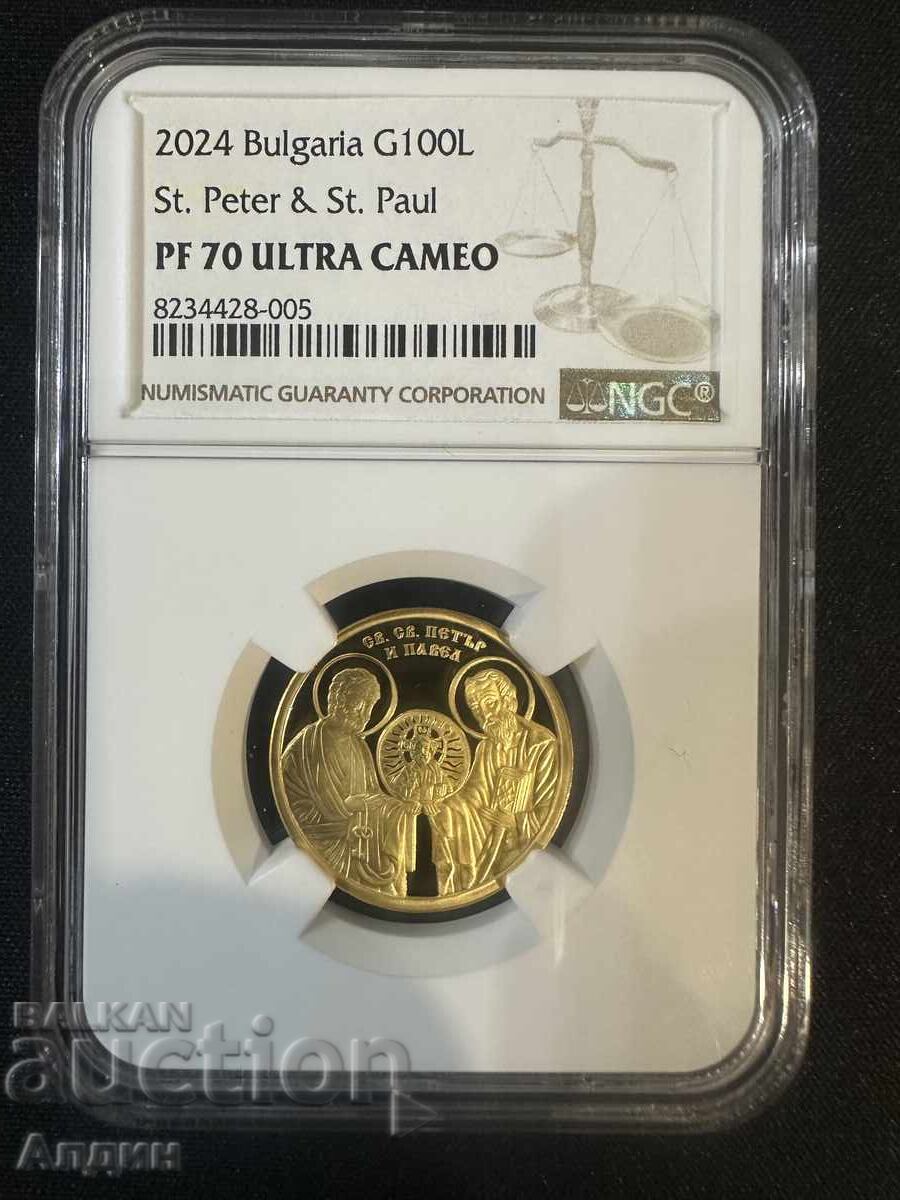 2024 Bulgaria G100L
St. Peter & St. Paul
PF 70 ULTRA CAMEO
8234428-005
NUMISMATIC GUARANTY CORPORATION
NGC®
СВ. СВ. ПЕТЪР
И ПАВЕЛ
BALKAN
auction
Алдин